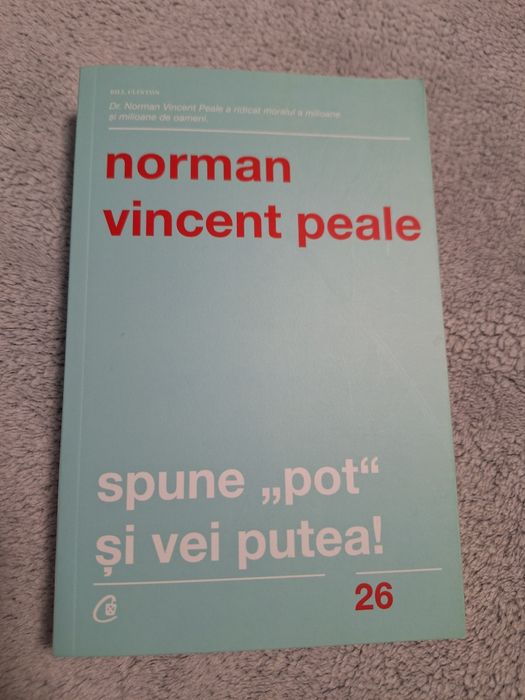 BILL CLINTON
Dr. Norman Vincent Peale a ridicat moralul a milioane
și milioane de oameni.
norman
vincent peale
spune „pot“
și vei putea!
26